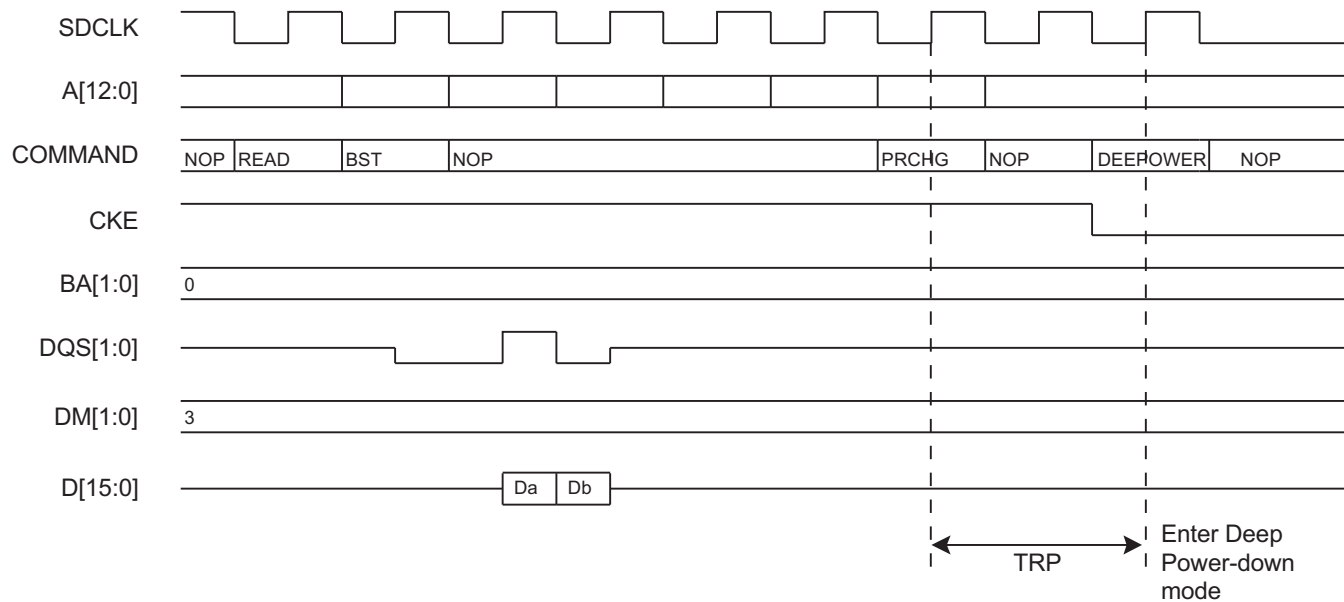 SDCLK
A[12:0]
COMMAND NOP READ BST NOP PRCHG NOP DEEPOWER NOP
CKE
BA[1:0] 0
DQS[1:0]
DM[1:0] 3
D[15:0] Da Db
TRP
Enter Deep
Power-down
mode